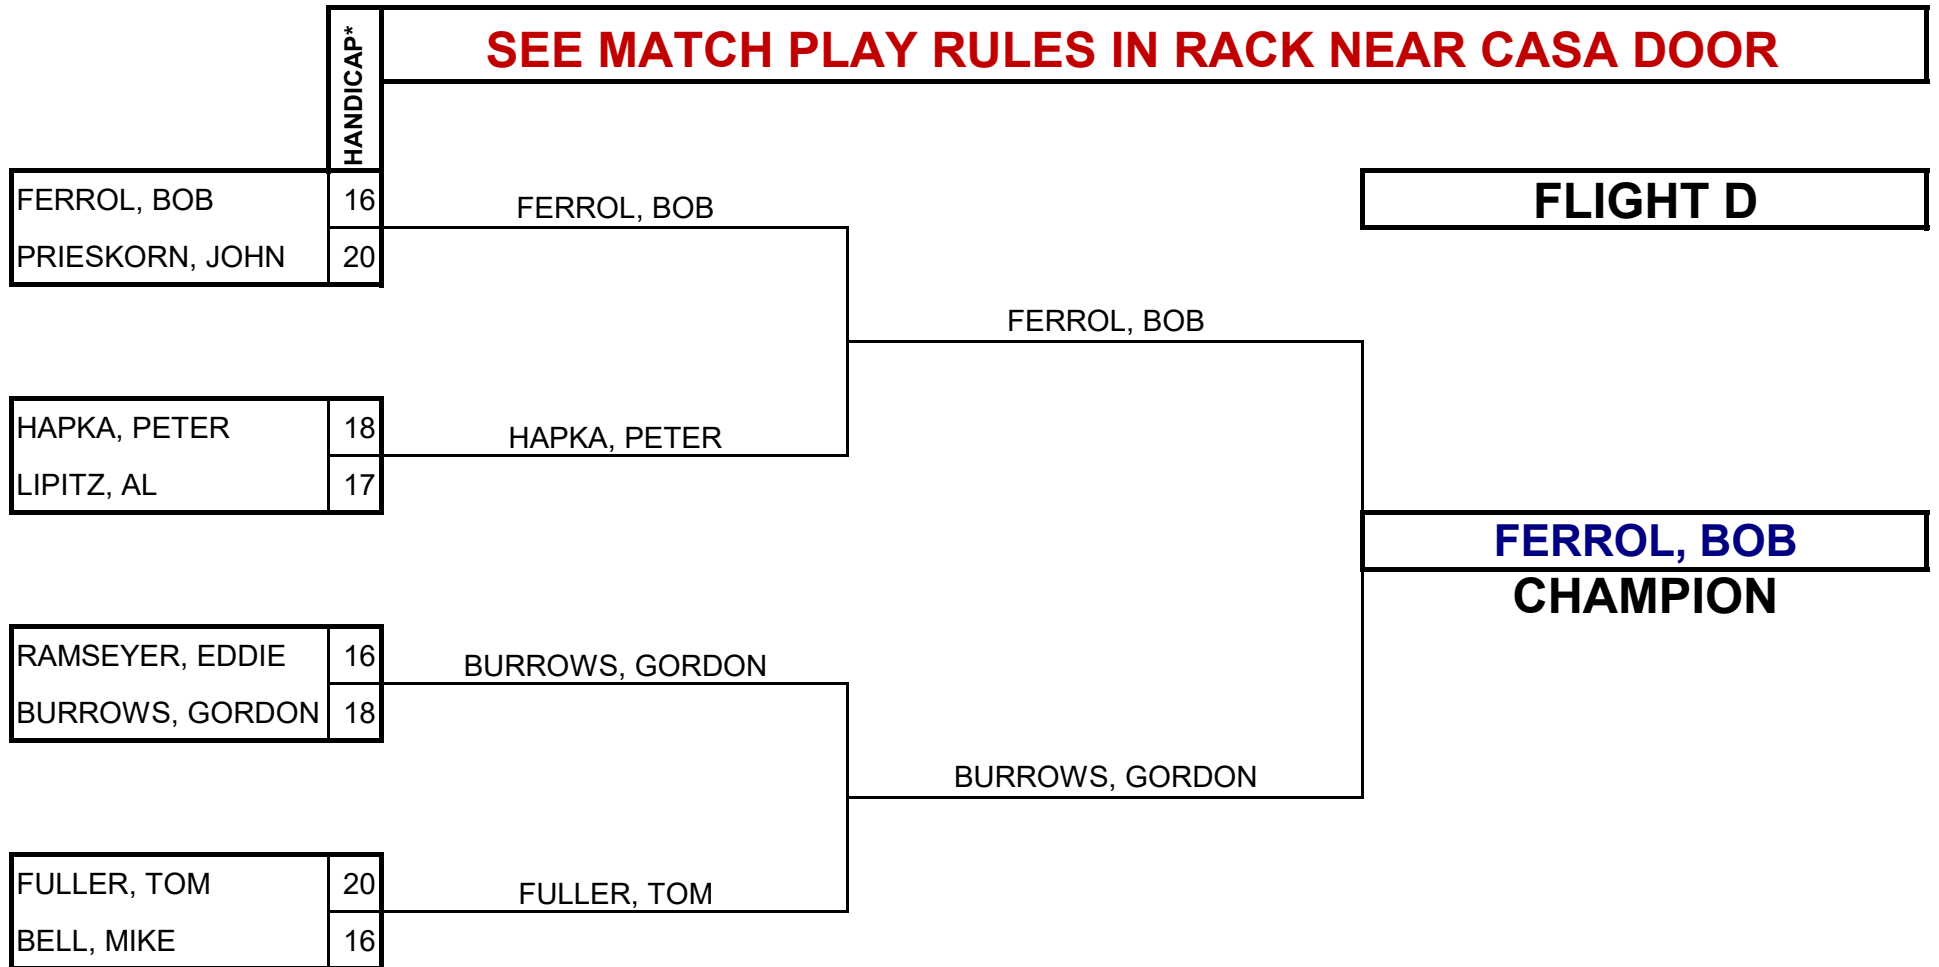 HANDICAP*
SEE MATCH PLAY RULES IN RACK NEAR CASA DOOR
FERROL, BOB 16
FERROL, BOB
FLIGHT D
PRIESKORN, JOHN 20
FERROL, BOB
HAPKA, PETER 18
HAPKA, PETER
LIPITZ, AL 17
FERROL, BOB
CHAMPION
RAMSEYER, EDDIE 16
BURROWS, GORDON
BURROWS, GORDON 18
BURROWS, GORDON
FULLER, TOM 20
FULLER, TOM
BELL, MIKE 16